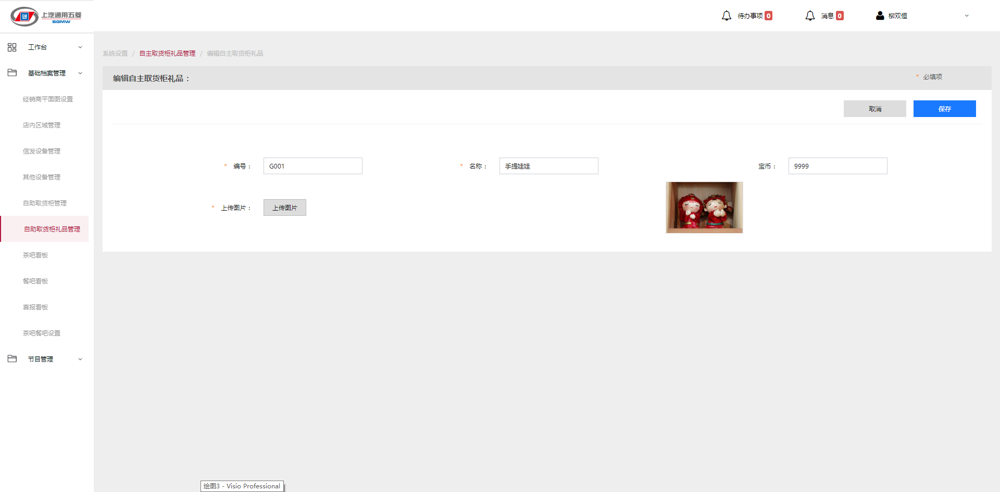 上汽通用五菱
SGMW
待办事项 0
消息 0
柳双恒
工作台
基础档案管理
经销商平面图设置
店内区域管理
信发设备管理
其他设备管理
自助取货柜管理
自助取货柜礼品管理
茶吧看板
餐吧看板
喜报看板
茶吧餐吧设置
节目管理
系统设置 / 自主取货柜礼品管理 / 编辑自主取货柜礼品
编辑自主取货柜礼品：
* 必填项
取消
保存
* 编号： G001
* 名称： 手提娃娃
宝币： 9999
* 上传图片： 上传图片
绘图3 - Visio Professional